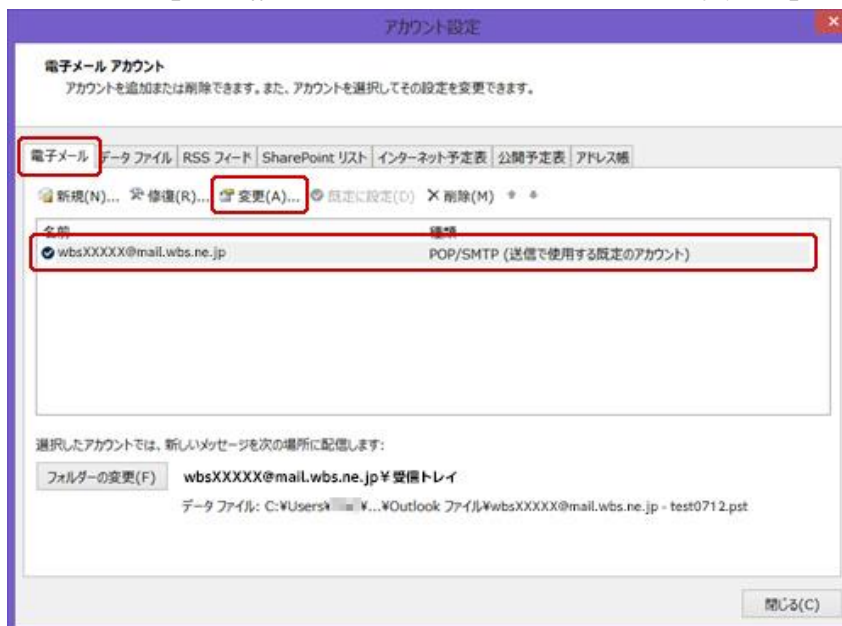 アカウント設定
電子メール アカウント
アカウントを追加または削除できます。また、アカウントを選択してその設定を変更できます。
電子メール データ ファイル RSS フィード SharePoint リスト インターネット予定表 公開予定表 アドレス帳
新規(N)... 修復(R)... 変更(A)... 既定に設定(D) 削除(M)
名前 種類
wbsXXXXX@mail.wbs.ne.jp POP/SMTP (送信で使用する既定のアカウント)
選択したアカウントでは、新しいメッセージを次の場所に配信します:
フォルダーの変更(F) wbsXXXXX@mail.wbs.ne.jp¥受信トレイ
データ ファイル: C:¥Users¥ ¥...¥Outlook ファイル¥wbsXXXXX@mail.wbs.ne.jp - test0712.pst
閉じる(C)